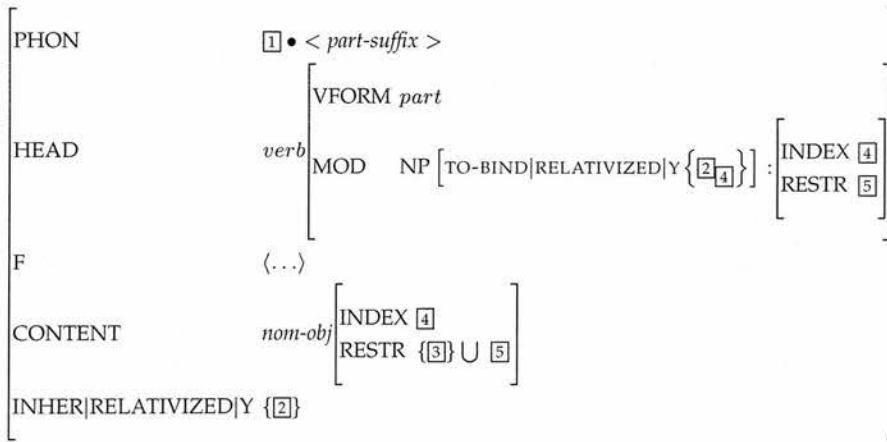 PHON 1 • < part-suffix >
VFORM part
HEAD verb MOD NP [TO-BIND|RELATIVIZED|Y {2 4}] : INDEX 4
RESTR 5
F ⟨...⟩
CONTENT nom-obj INDEX 4
RESTR {3} ∪ 5
INHER|RELATIVIZED|Y {2}